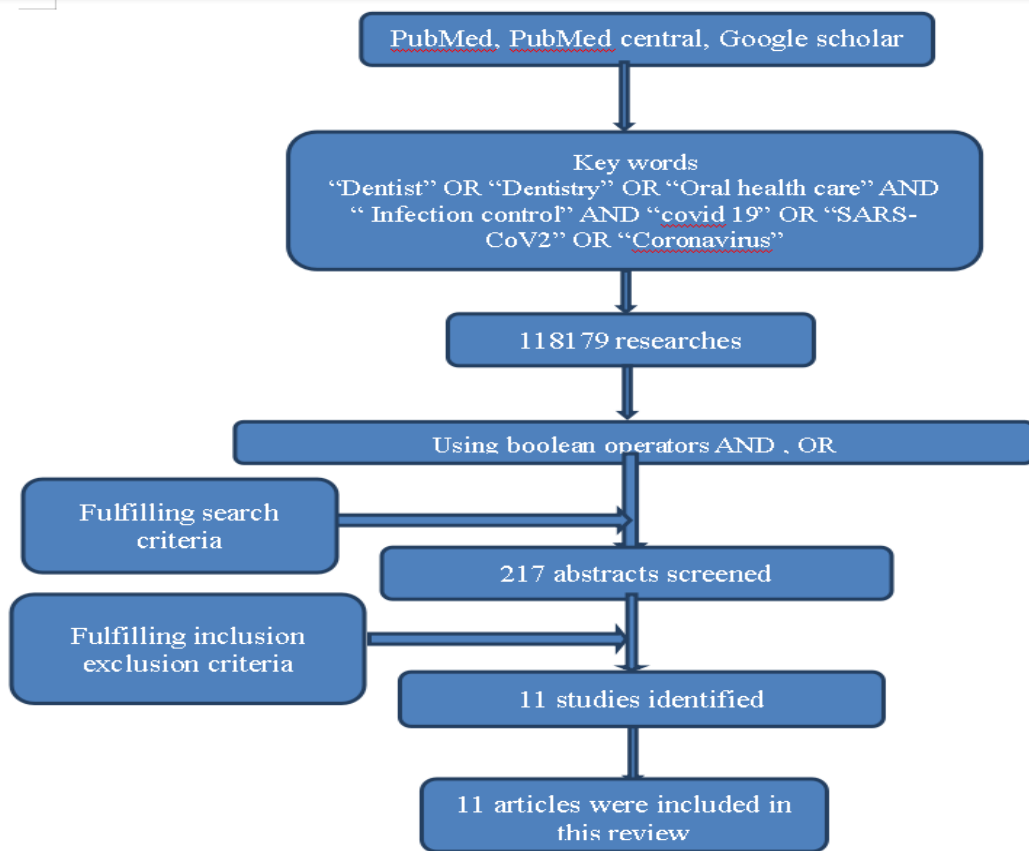 PubMed, PubMed central, Google scholar
Key words
“Dentist” OR “Dentistry” OR “Oral health care” AND
“ Infection control” AND “covid 19” OR “SARS-
CoV2” OR “Coronavirus”
118179 researches
Using boolean operators AND , OR
Fulfilling search
criteria
217 abstracts screened
Fulfilling inclusion
exclusion criteria
11 studies identified
11 articles were included in
this review